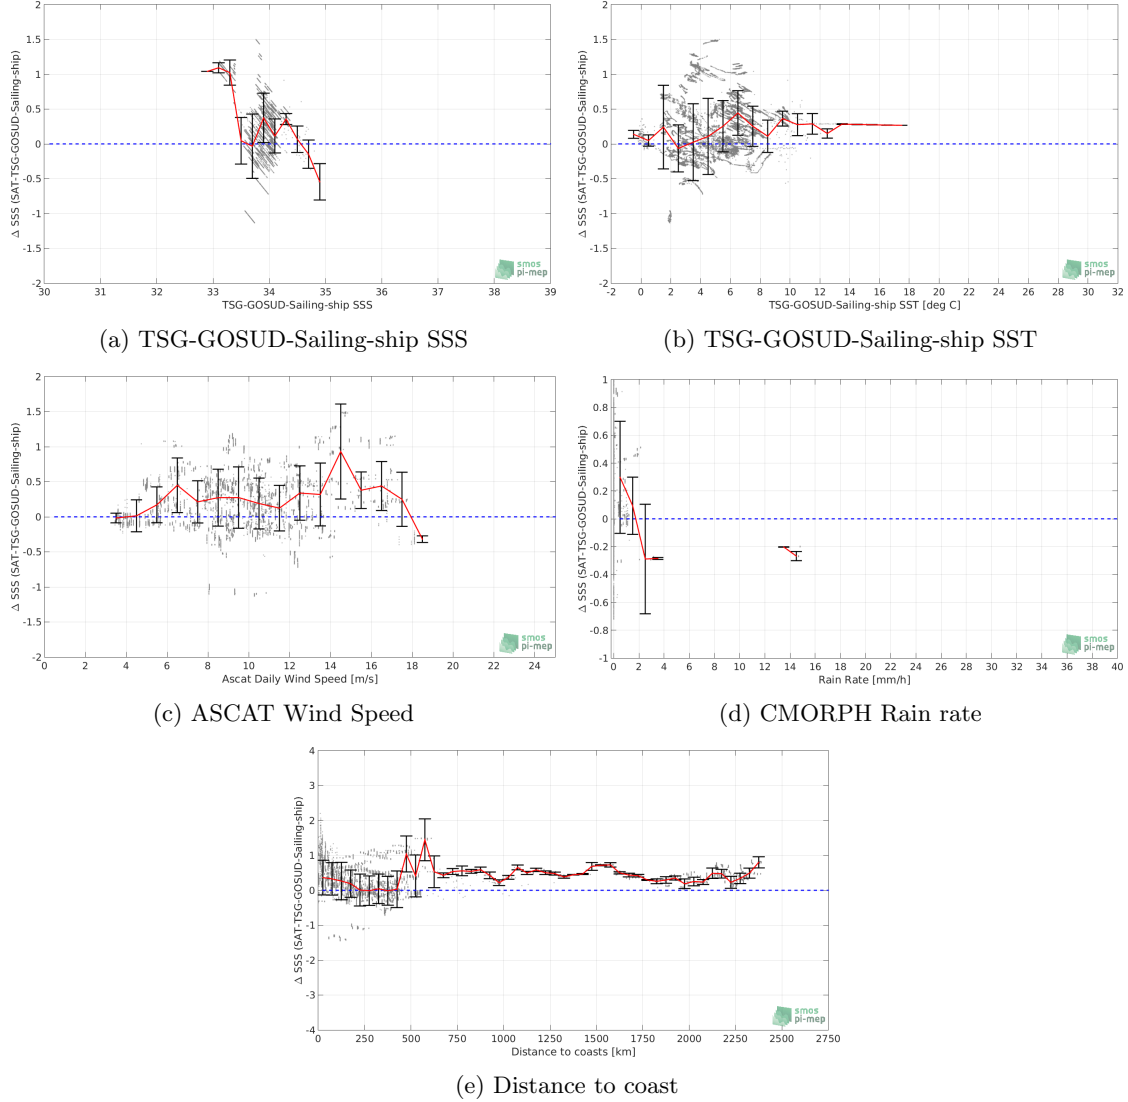 Δ SSS (SAT-TSG-GOSUD-Sailing-ship)
2
1.5
1
0.5
0
-0.5
-1
-1.5
-2
30 31 32 33 34 35 36 37 38 39
TSG-GOSUD-Sailing-ship SSS
smos
pi-mep
Δ SSS (SAT-TSG-GOSUD-Sailing-ship)
2
1.5
1
0.5
0
-0.5
-1
-1.5
-2
-2 0 2 4 6 8 10 12 14 16 18 20 22 24 26 28 30 32
TSG-GOSUD-Sailing-ship SST [deg C]
smos
pi-mep
(a) TSG-GOSUD-Sailing-ship SSS
(b) TSG-GOSUD-Sailing-ship SST
Δ SSS (SAT-TSG-GOSUD-Sailing-ship)
2
1.5
1
0.5
0
-0.5
-1
-1.5
-2
0 2 4 6 8 10 12 14 16 18 20 22 24
Ascat Daily Wind Speed [m/s]
smos
pi-mep
Δ SSS (SAT-TSG-GOSUD-Sailing-ship)
1
0.8
0.6
0.4
0.2
0
-0.2
-0.4
-0.6
-0.8
-1
0 2 4 6 8 10 12 14 16 18 20 22 24 26 28 30 32 34 36 38 40
Rain Rate [mm/h]
smos
pi-mep
(c) ASCAT Wind Speed
(d) CMORPH Rain rate
Δ SSS (SAT-TSG-GOSUD-Sailing-ship)
4
3
2
1
0
-1
-2
-3
-4
0 250 500 750 1000 1250 1500 1750 2000 2250 2500 2750
Distance to coasts [km]
smos
pi-mep
(e) Distance to coast